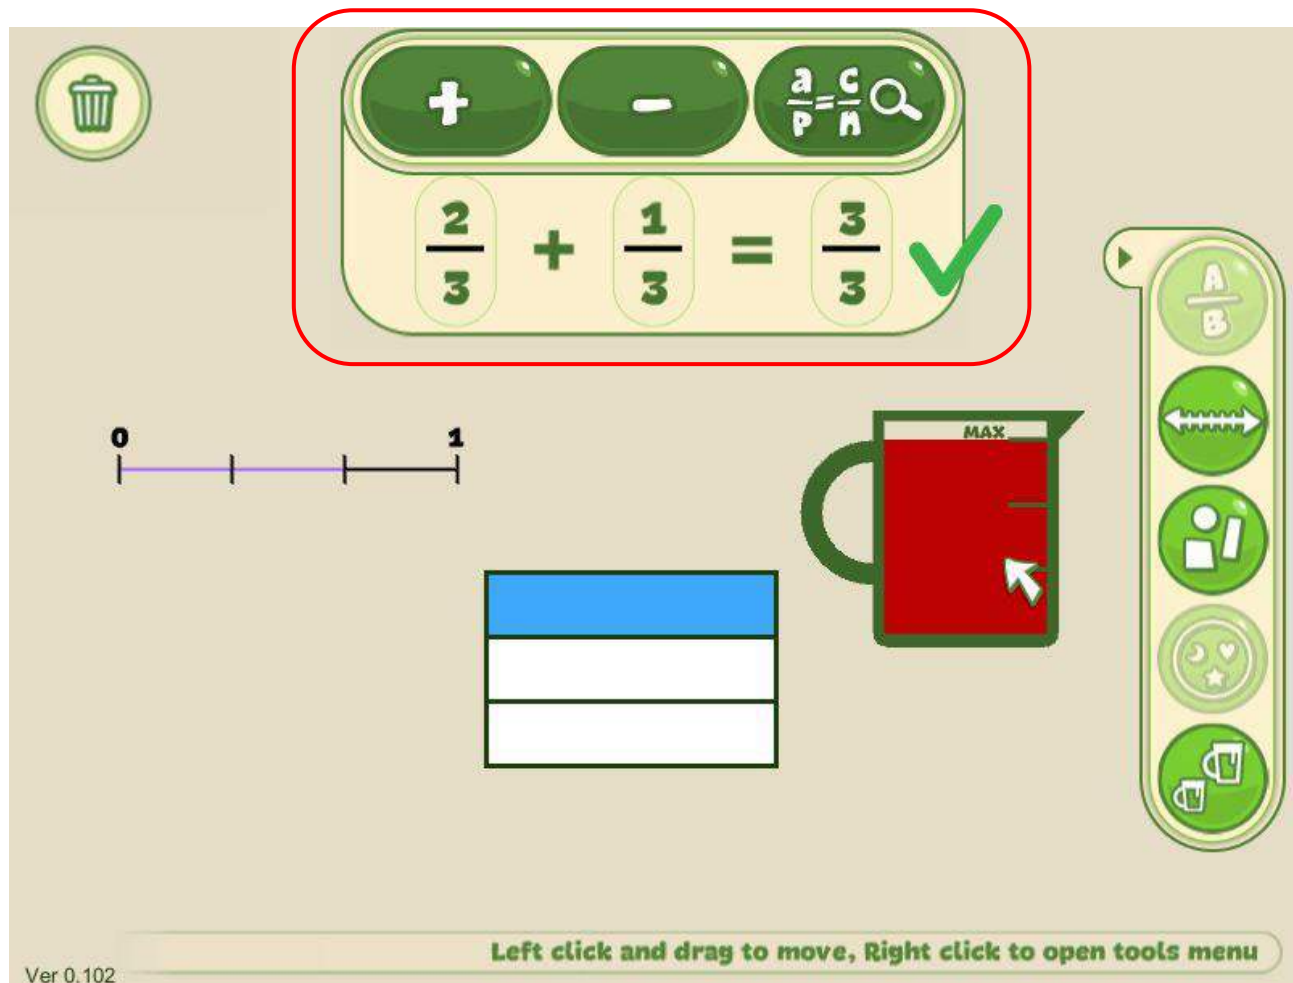 + - a/p = c/n
2/3 + 1/3 = 3/3
A/B
0 1
MAX
Left click and drag to move, Right click to open tools menu
Ver 0.102